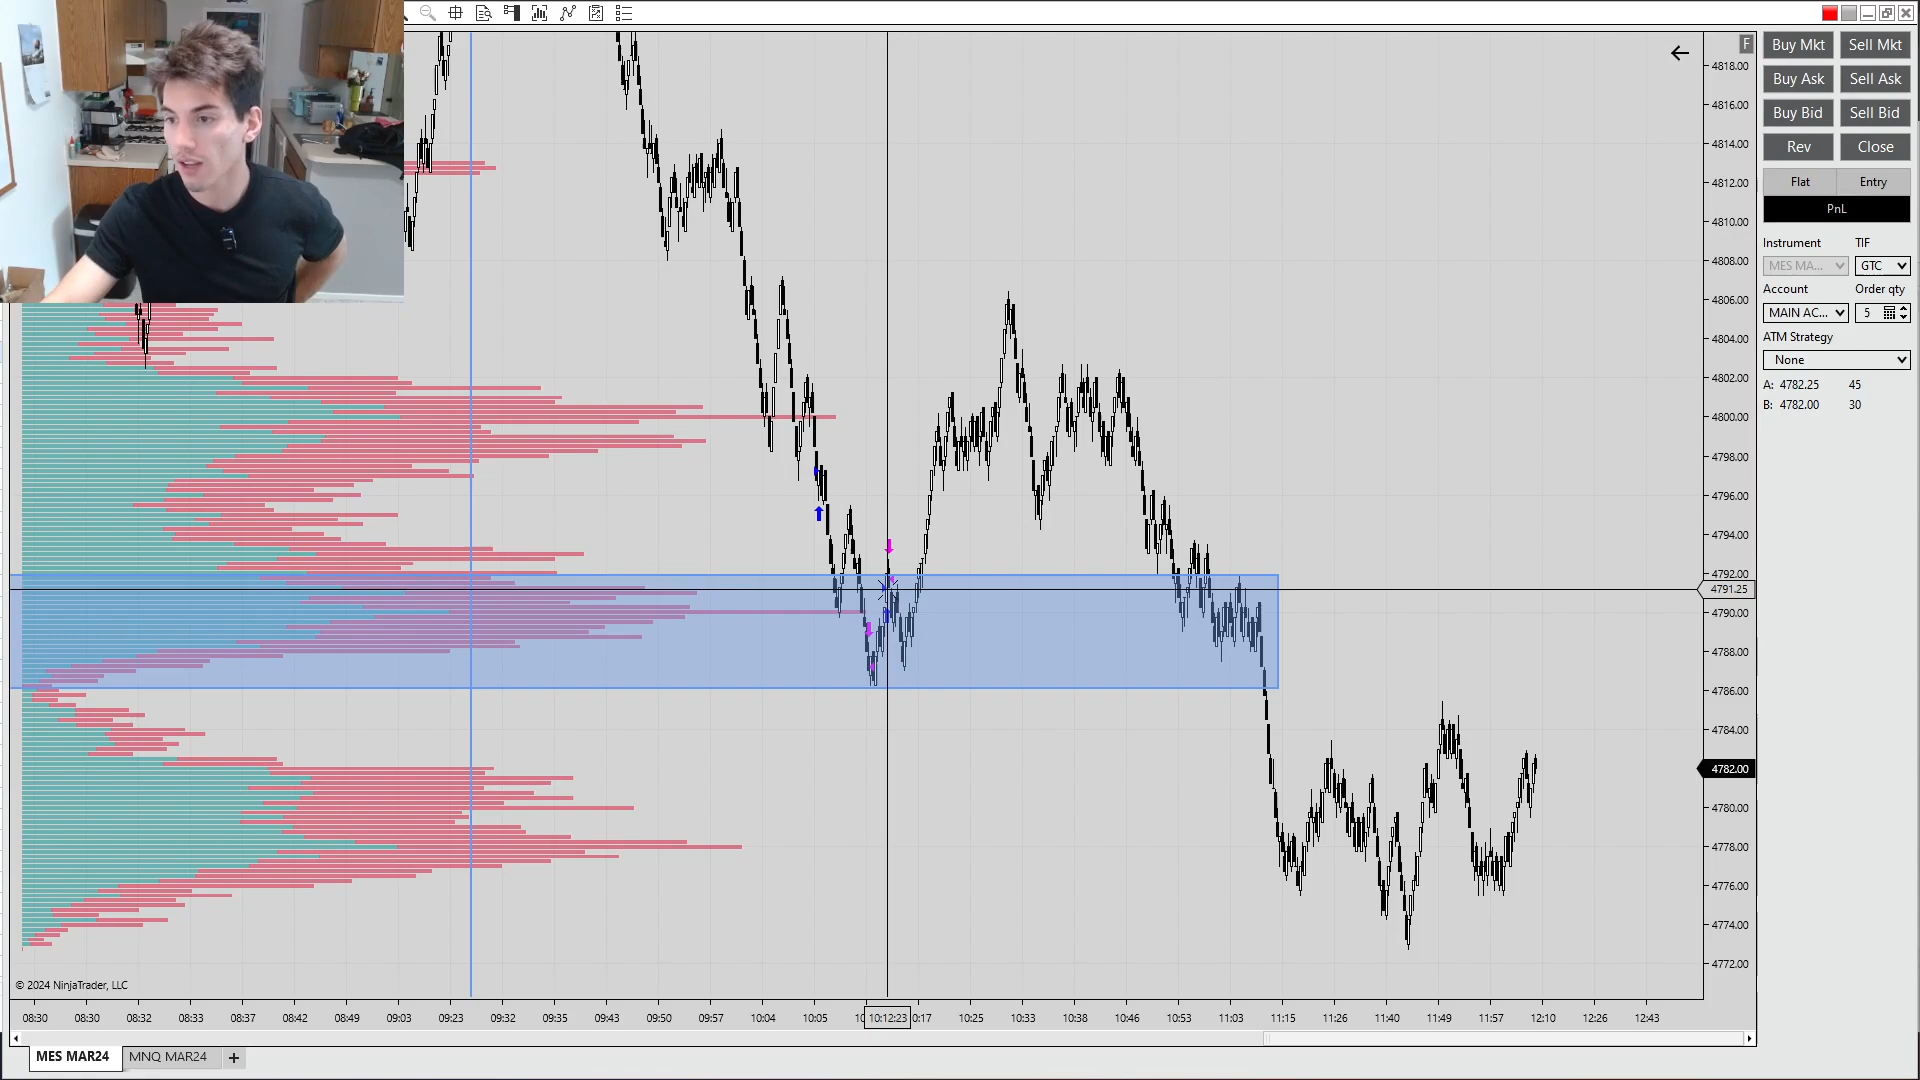 F
4818.00
4816.00
4814.00
4812.00
4810.00
4808.00
4806.00
4804.00
4802.00
4800.00
4798.00
4796.00
4794.00
4792.00
4791.25
4790.00
4788.00
4786.00
4784.00
4782.00
4780.00
4778.00
4776.00
4774.00
4772.00
Buy Mkt Sell Mkt
Buy Ask Sell Ask
Buy Bid Sell Bid
Rev Close
Flat Entry
PnL
Instrument TIF
MES MA... GTC
Account Order qty
MAIN AC... 5
ATM Strategy
None
A: 4782.25 45
B: 4782.00 30
© 2024 NinjaTrader, LLC
08:30 08:30 08:32 08:33 08:37 08:42 08:49 09:03 09:23 09:32 09:35 09:43 09:50 09:57 10:04 10:05 10:12:23 0:17 10:25 10:33 10:38 10:46 10:53 11:03 11:15 11:26 11:40 11:49 11:57 12:10 12:43
MES MAR24 MNQ MAR24 +